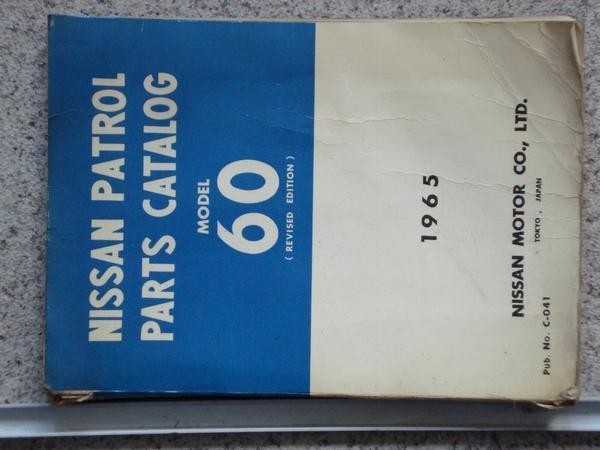 NISSAN PATROL
PARTS CATALOG
MODEL
60
( REVISED EDITION )
1965
NISSAN MOTOR CO., LTD.
TOKYO , JAPAN
Pub. No. C-041